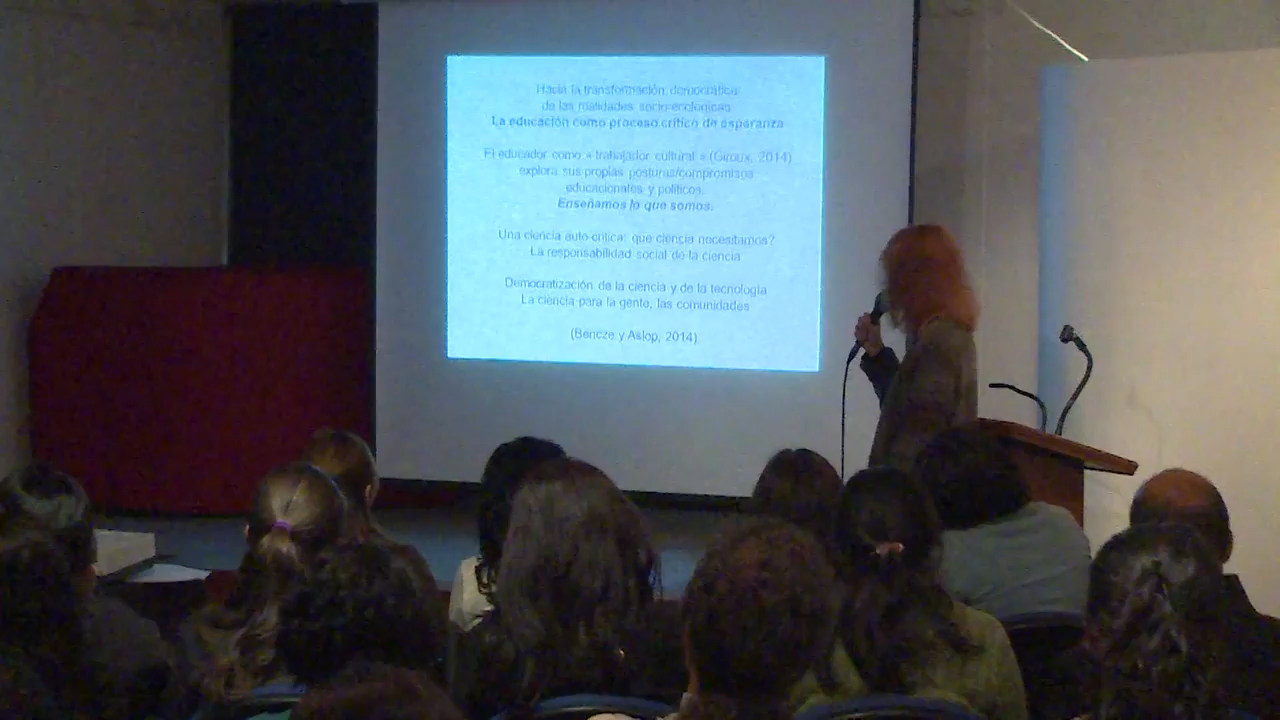 Hacia la transformación democrática
de las realidades socio-ecológicas
La educación como proceso crítico de esperanza
El educador como « trabajador cultural » (Giroux, 2014)
explora sus propias posturas/compromisos
educacionales y políticos.
Enseñamos lo que somos.
Una ciencia auto-crítica: que ciencia necesitamos?
La responsabilidad social de la ciencia
Democratización de la ciencia y de la tecnología
La ciencia para la gente, las comunidades
(Bencze y Aslop, 2014)